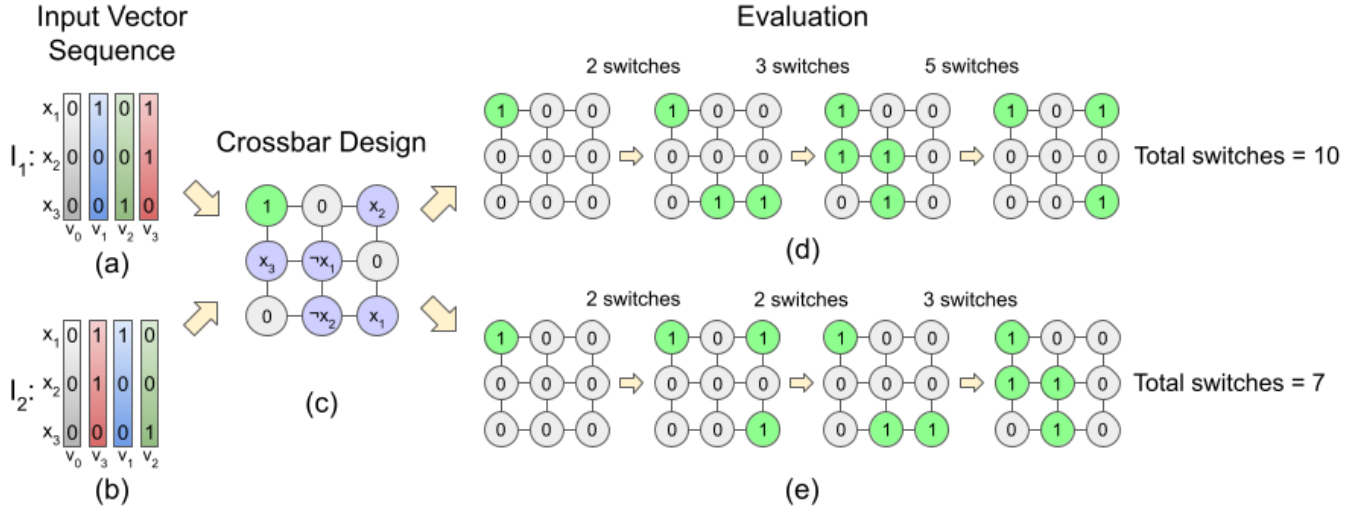 Input Vector
Sequence
Evaluation
2 switches 3 switches 5 switches
I₁:
x₁ 0 1 0 1
x₂ 0 0 0 1
x₃ 0 0 1 0
v₀ v₁ v₂ v₃
(a)
Crossbar Design
1 0 x₂
x₃ ¬x₁ 0
0 ¬x₂ x₁
(c)
1 0 0 1 0 0 1 0 0 1 0 1
0 0 0 0 0 0 1 1 0 0 0 0
0 0 0 0 1 1 0 1 0 0 0 1
Total switches = 10
(d)
2 switches 2 switches 3 switches
I₂:
x₁ 0 1 1 0
x₂ 0 1 0 0
x₃ 0 0 0 1
v₀ v₃ v₁ v₂
(b)
1 0 0 1 0 1 1 0 0 1 0 0
0 0 0 0 0 0 0 0 0 1 1 0
0 0 0 0 0 1 0 1 1 0 1 0
Total switches = 7
(e)